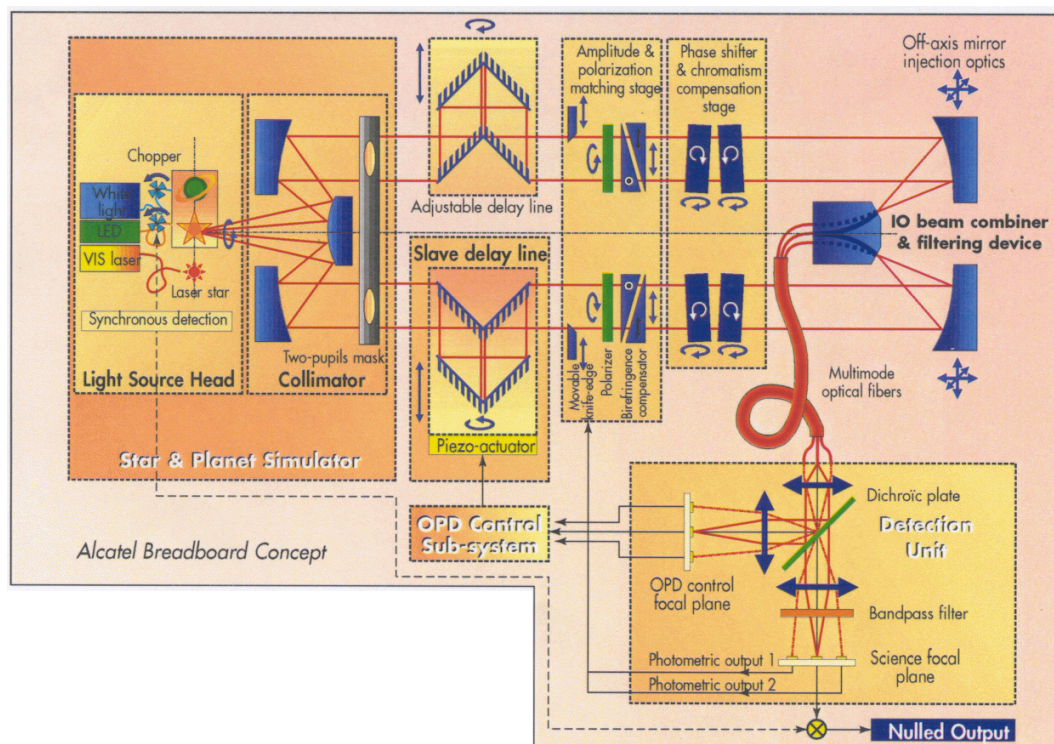 Off-axis mirror
injection optics
Amplitude &
polarization
matching stage
Phase shifter
& chromatism
compensation
stage
Chopper
White
light
LED
VIS laser
Laser star
Synchronous detection
Light Source Head
Two-pupils mask
Collimator
Star & Planet Simulator
Adjustable delay line
Slave delay line
Piezo-actuator
Movable
knife-edge
Polarizer
Birefringence
compensator
IO beam combiner
& filtering device
Multimode
optical fibers
OPD Control
Sub-system
Alcatel Breadboard Concept
Dichroïc plate
Detection
Unit
OPD control
focal plane
Bandpass filter
Photometric output 1
Photometric output 2
Science focal
plane
Nulled Output